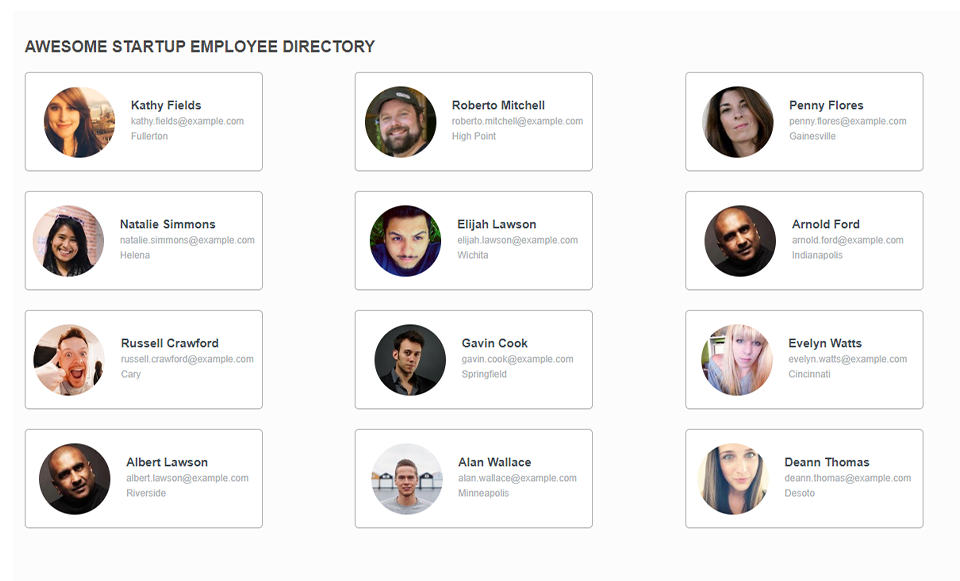 AWESOME STARTUP EMPLOYEE DIRECTORY
Kathy Fields
kathy.fields@example.com
Fullerton
Roberto Mitchell
roberto.mitchell@example.com
High Point
Penny Flores
penny.flores@example.com
Gainesville
Natalie Simmons
natalie.simmons@example.com
Helena
Elijah Lawson
elijah.lawson@example.com
Wichita
Arnold Ford
arnold.ford@example.com
Indianapolis
Russell Crawford
russell.crawford@example.com
Cary
Gavin Cook
gavin.cook@example.com
Springfield
Evelyn Watts
evelyn.watts@example.com
Cincinnati
Albert Lawson
albert.lawson@example.com
Riverside
Alan Wallace
alan.wallace@example.com
Minneapolis
Deann Thomas
deann.thomas@example.com
Desoto